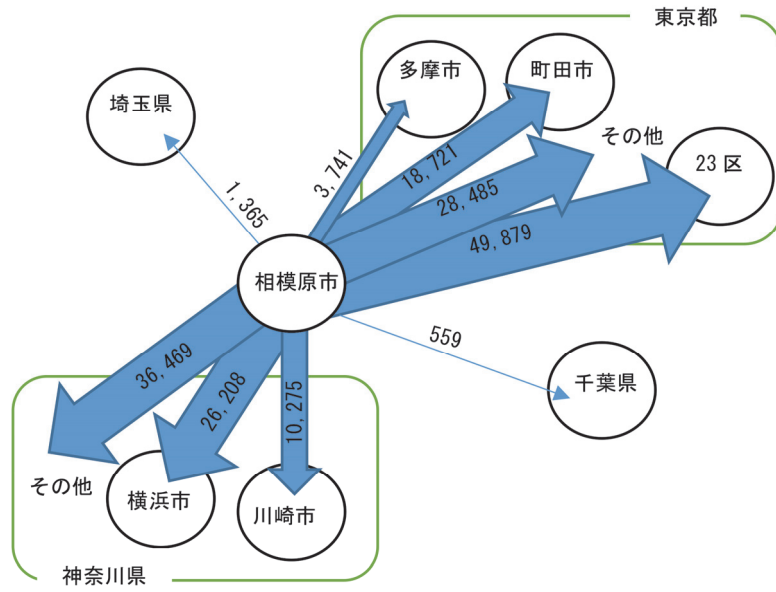 東京都
多摩市
町田市
埼玉県
その他
23 区
3,741
18,721
1,365
28,485
49,879
相模原市
559
36,469
26,208
10,275
千葉県
その他
横浜市
川崎市
神奈川県